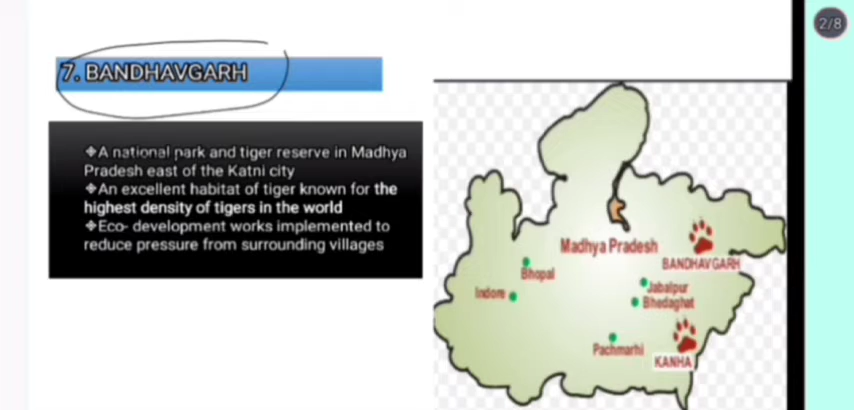 2/8
7. BANDHAVGARH
❖A national park and tiger reserve in Madhya
Pradesh east of the Katni city
❖An excellent habitat of tiger known for the
highest density of tigers in the world
❖Eco- development works implemented to
reduce pressure from surrounding villages
Madhya Pradesh
BANDHAVGARH
Bhopal
Indore
Jabalpur
Bhedaghat
Pachmarhi
KANHA